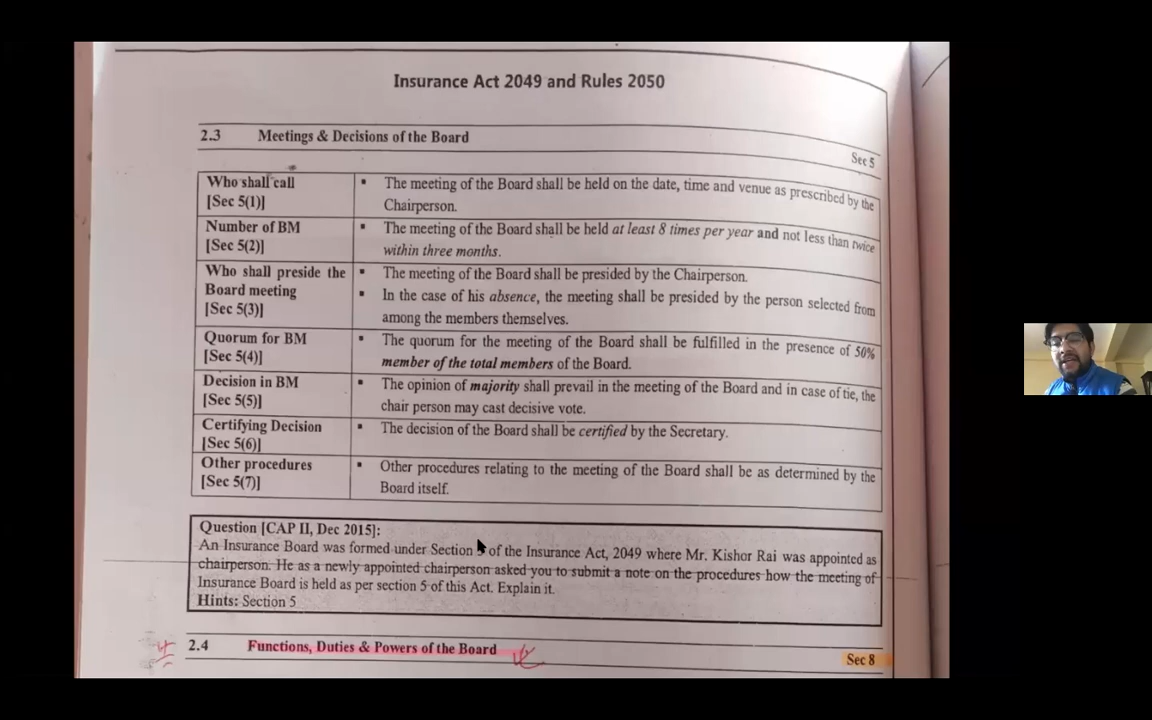 Insurance Act 2049 and Rules 2050
2.3 Meetings & Decisions of the Board
Sec 5
Who shall call
[Sec 5(1)]
▪ The meeting of the Board shall be held on the date, time and venue as prescribed by the
Chairperson.
Number of BM
[Sec 5(2)]
▪ The meeting of the Board shall be held at least 8 times per year and not less than twice
within three months.
Who shall preside the
Board meeting
[Sec 5(3)]
▪ The meeting of the Board shall be presided by the Chairperson.
▪ In the case of his absence, the meeting shall be presided by the person selected from
among the members themselves.
Quorum for BM
[Sec 5(4)]
▪ The quorum for the meeting of the Board shall be fulfilled in the presence of 50%
member of the total members of the Board.
Decision in BM
[Sec 5(5)]
▪ The opinion of majority shall prevail in the meeting of the Board and in case of tie, the
chair person may cast decisive vote.
Certifying Decision
[Sec 5(6)]
▪ The decision of the Board shall be certified by the Secretary.
Other procedures
[Sec 5(7)]
▪ Other procedures relating to the meeting of the Board shall be as determined by the
Board itself.
Question [CAP II, Dec 2015]:
An Insurance Board was formed under Section of the Insurance Act, 2049 where Mr. Kishor Rai was appointed as
chairperson. He as a newly appointed chairperson asked you to submit a note on the procedures how the meeting of
Insurance Board is held as per section 5 of this Act. Explain it.
Hints: Section 5
2.4 Functions, Duties & Powers of the Board
Sec 8